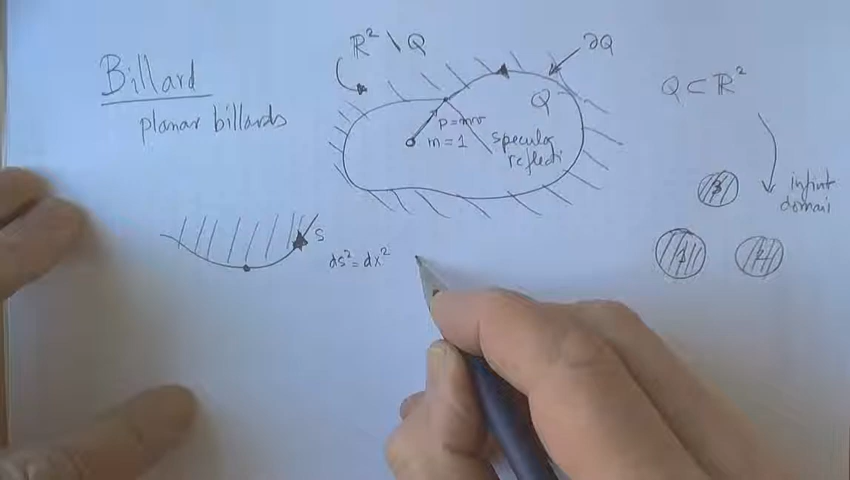 Billard
planar billards
ℝ² \ Q
∂Q
Q
p=mv
m=1
specular
reflecti
Q ⊂ ℝ²
infinit
domain
3
1
2
S
ds² = dx²